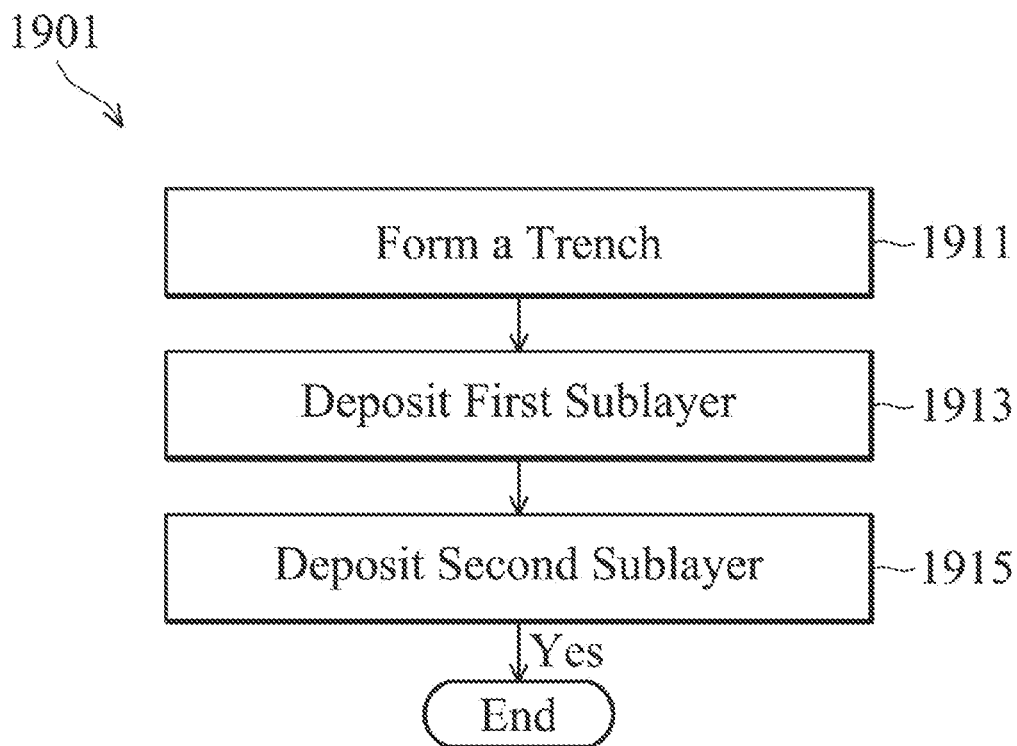 1901
Form a Trench
1911
Deposit First Sublayer
1913
Deposit Second Sublayer
1915
Yes
End